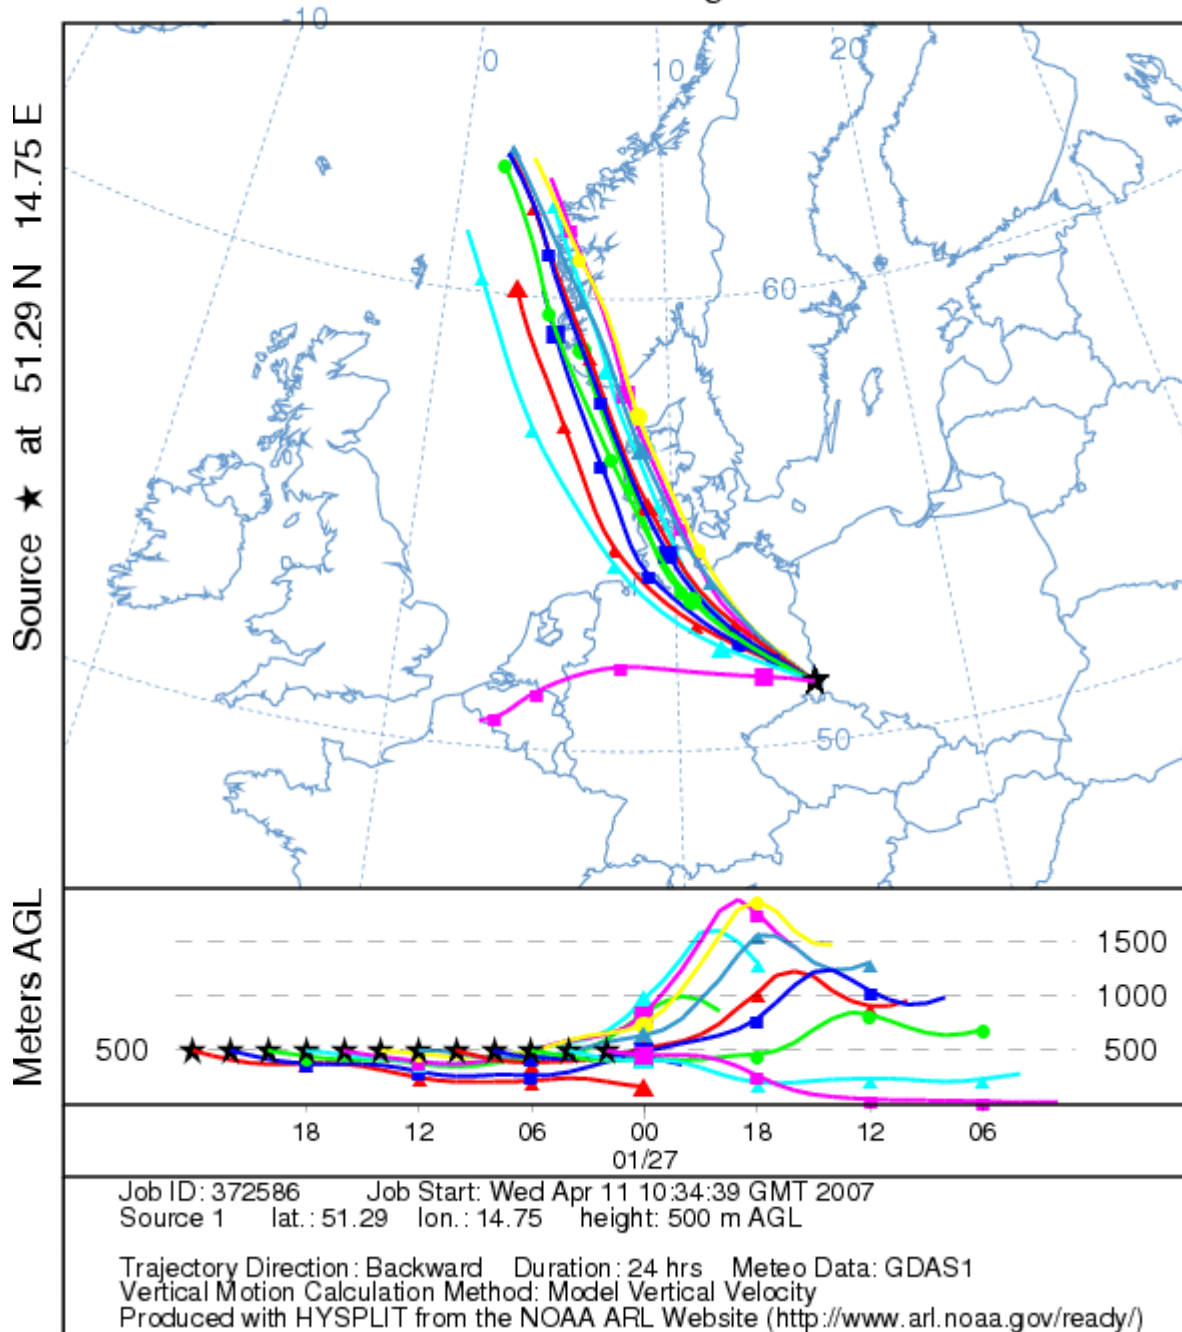 -10
0
10
20
60
50
Source ★ at 51.29 N 14.75 E
Meters AGL
1500
1000
500
500
18 12 06 00 18 12 06
01/27
Job ID: 372586 Job Start: Wed Apr 11 10:34:39 GMT 2007
Source 1 lat.: 51.29 lon.: 14.75 height: 500 m AGL
Trajectory Direction: Backward Duration: 24 hrs Meteo Data: GDAS1
Vertical Motion Calculation Method: Model Vertical Velocity
Produced with HYSPLIT from the NOAA ARL Website (http://www.arl.noaa.gov/ready/)